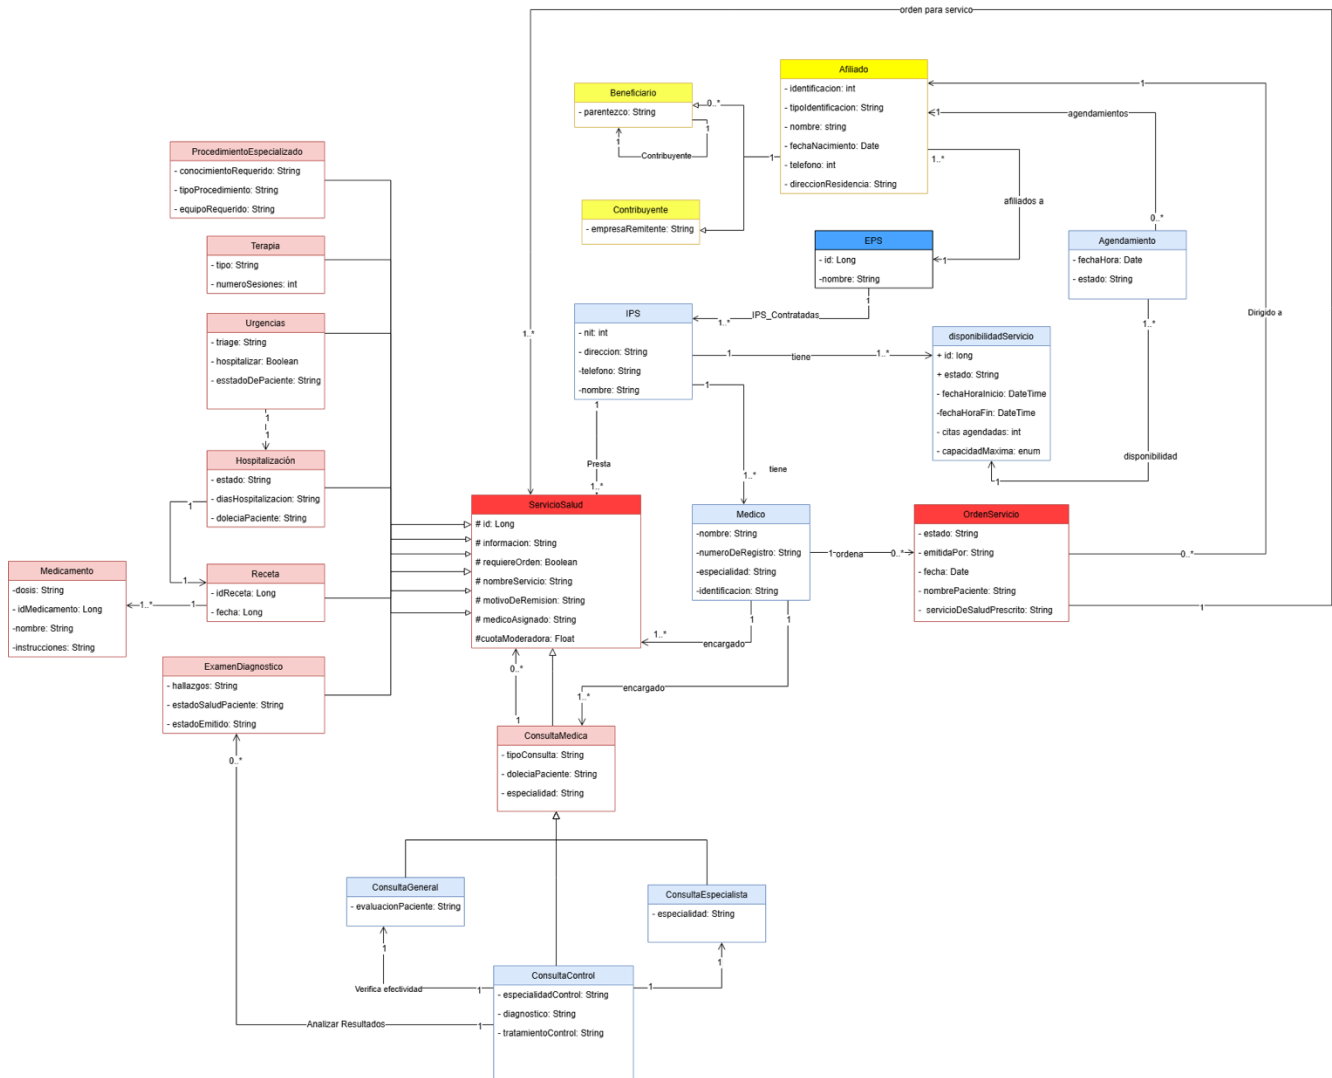 orden para servico
Afiliado
- identificacion: int
- tipoIdentificacion: String
- nombre: string
- fechaNacimiento: Date
- telefono: int
- direccionResidencia: String
1
1
agendamientos
Beneficiario
- parentezco: String
0..*
1
1
Contribuyente
1
1..*
ProcedimientoEspecializado
- conocimientoRequerido: String
- tipoProcedimiento: String
- equipoRequerido: String
Contribuyente
- empresaRemitente: String
afiliados a
0..*
Terapia
- tipo: String
- numeroSesiones: int
EPS
- id: Long
-nombre: String
1
1
Agendamiento
- fechaHora: Date
- estado: String
1..*
Urgencias
- triage: String
- hospitalizar: Boolean
- esstadoDePaciente: String
1
1
IPS
- nit: int
- direccion: String
-telefono: String
-nombre: String
1..*
IPS_Contratadas
Dirigido a
1..*
disponibilidadServicio
+ id: long
+ estado: String
- fechaHoraInicio: DateTime
-fechaHoraFin: DateTime
- citas agendadas: int
- capacidadMaxima: enum
1
tiene
1..*
1
1
disponibilidad
1
Hospitalización
- estado: String
- diasHospitalizacion: String
- doleciaPaciente: String
1
Presta
1..*
tiene
1..*
ServicioSalud
# id: Long
# informacion: String
# requiereOrden: Boolean
# nombreServicio: String
# motivoDeRemision: String
# medicoAsignado: String
#cuotaModeradora: Float
Medico
-nombre: String
-numeroDeRegistro: String
-especialidad: String
-identificacion: String
1
ordena
0..*
OrdenServicio
- estado: String
- emitidaPor: String
- fecha: Date
- nombrePaciente: String
- servicioDeSaludPrescrito: String
0..*
1
Medicamento
-dosis: String
- idMedicamento: Long
-nombre: String
-instrucciones: String
1..*
1
1
Receta
- idReceta: Long
- fecha: Long
1
1
1..*
encargado
ExamenDiagnostico
- hallazgos: String
- estadoSaludPaciente: String
- estadoEmitido: String
0..*
0..*
1
encargado
1..*
ConsultaMedica
- tipoConsulta: String
- doleciaPaciente: String
- especialidad: String
ConsultaGeneral
- evaluacionPaciente: String
ConsultaEspecialista
- especialidad: String
1
1
Verifica efectividad
1
1
ConsultaControl
- especialidadControl: String
- diagnostico: String
- tratamientoControl: String
Analizar Resultados
1